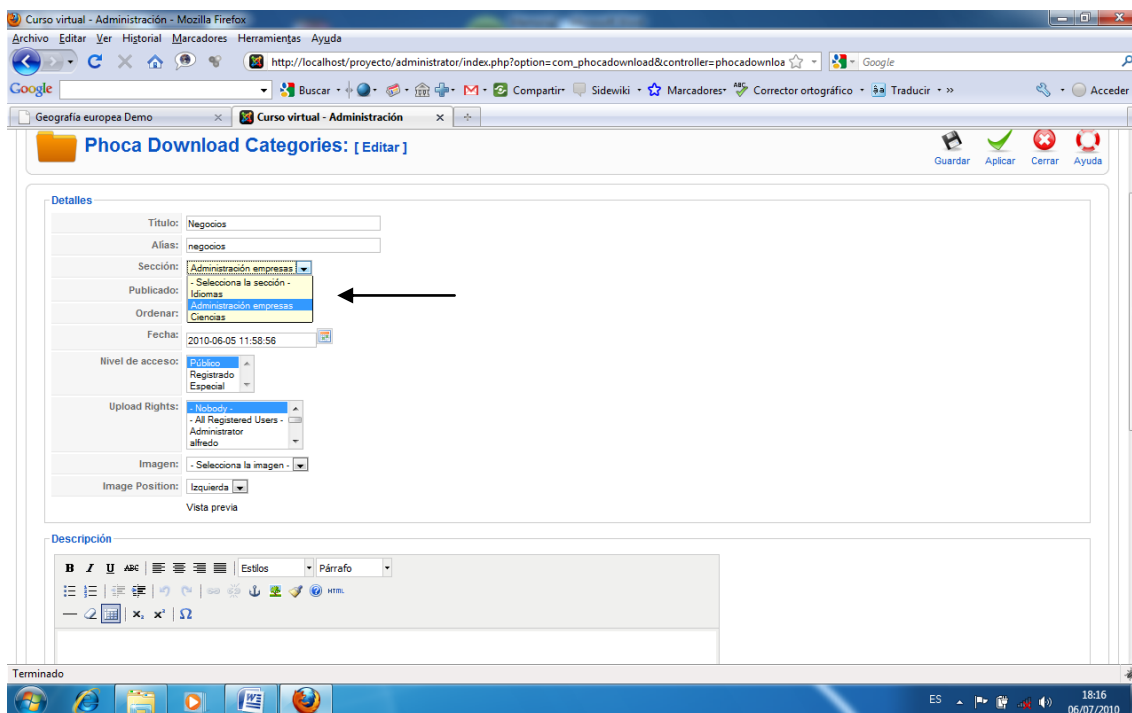 Curso virtual - Administración - Mozilla Firefox
Archivo Editar Ver Historial Marcadores Herramientas Ayuda
http://localhost/proyecto/administrator/index.php?option=com_phocadownload&controller=phocadownloa
Google
Google Buscar Compartir Sidewiki Marcadores ABC Corrector ortográfico Traducir » Acceder
Geografía europea Demo Curso virtual - Administración
Phoca Download Categories: [ Editar ]
Guardar Aplicar Cerrar Ayuda
Detalles
Título: Negocios
Alias: negocios
Sección: Administración empresas
- Selecciona la sección -
Publicado: Idiomas
Administración empresas
Ordenar: Ciencias
Fecha: 2010-06-05 11:58:56
Nivel de acceso: Público
Registrado
Especial
Upload Rights: - Nobody -
- All Registered Users -
Administrator
alfredo
Imagen: - Selecciona la imagen -
Image Position: Izquierda
Vista previa
Descripción
B I U ABC Estilos Párrafo
HTML
x₂ x² Ω
Terminado
ES 18:16
06/07/2010